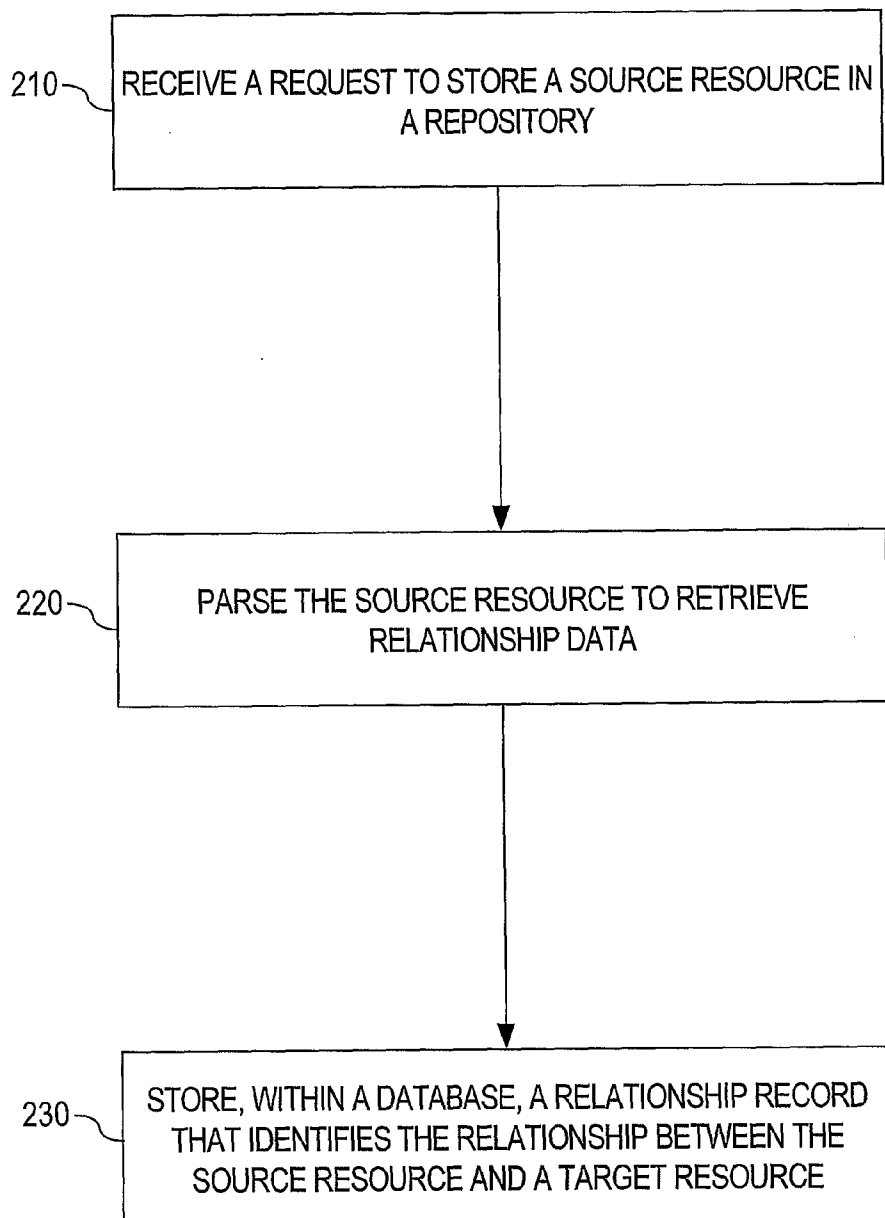 210
RECEIVE A REQUEST TO STORE A SOURCE RESOURCE IN
A REPOSITORY
220
PARSE THE SOURCE RESOURCE TO RETRIEVE
RELATIONSHIP DATA
230
STORE, WITHIN A DATABASE, A RELATIONSHIP RECORD
THAT IDENTIFIES THE RELATIONSHIP BETWEEN THE
SOURCE RESOURCE AND A TARGET RESOURCE